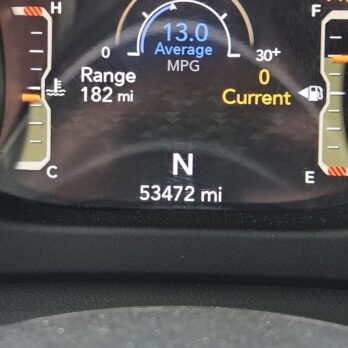 H
F
13.0
Average
MPG
0
30+
Range
182 mi
0
Current
C
E
N
53472 mi